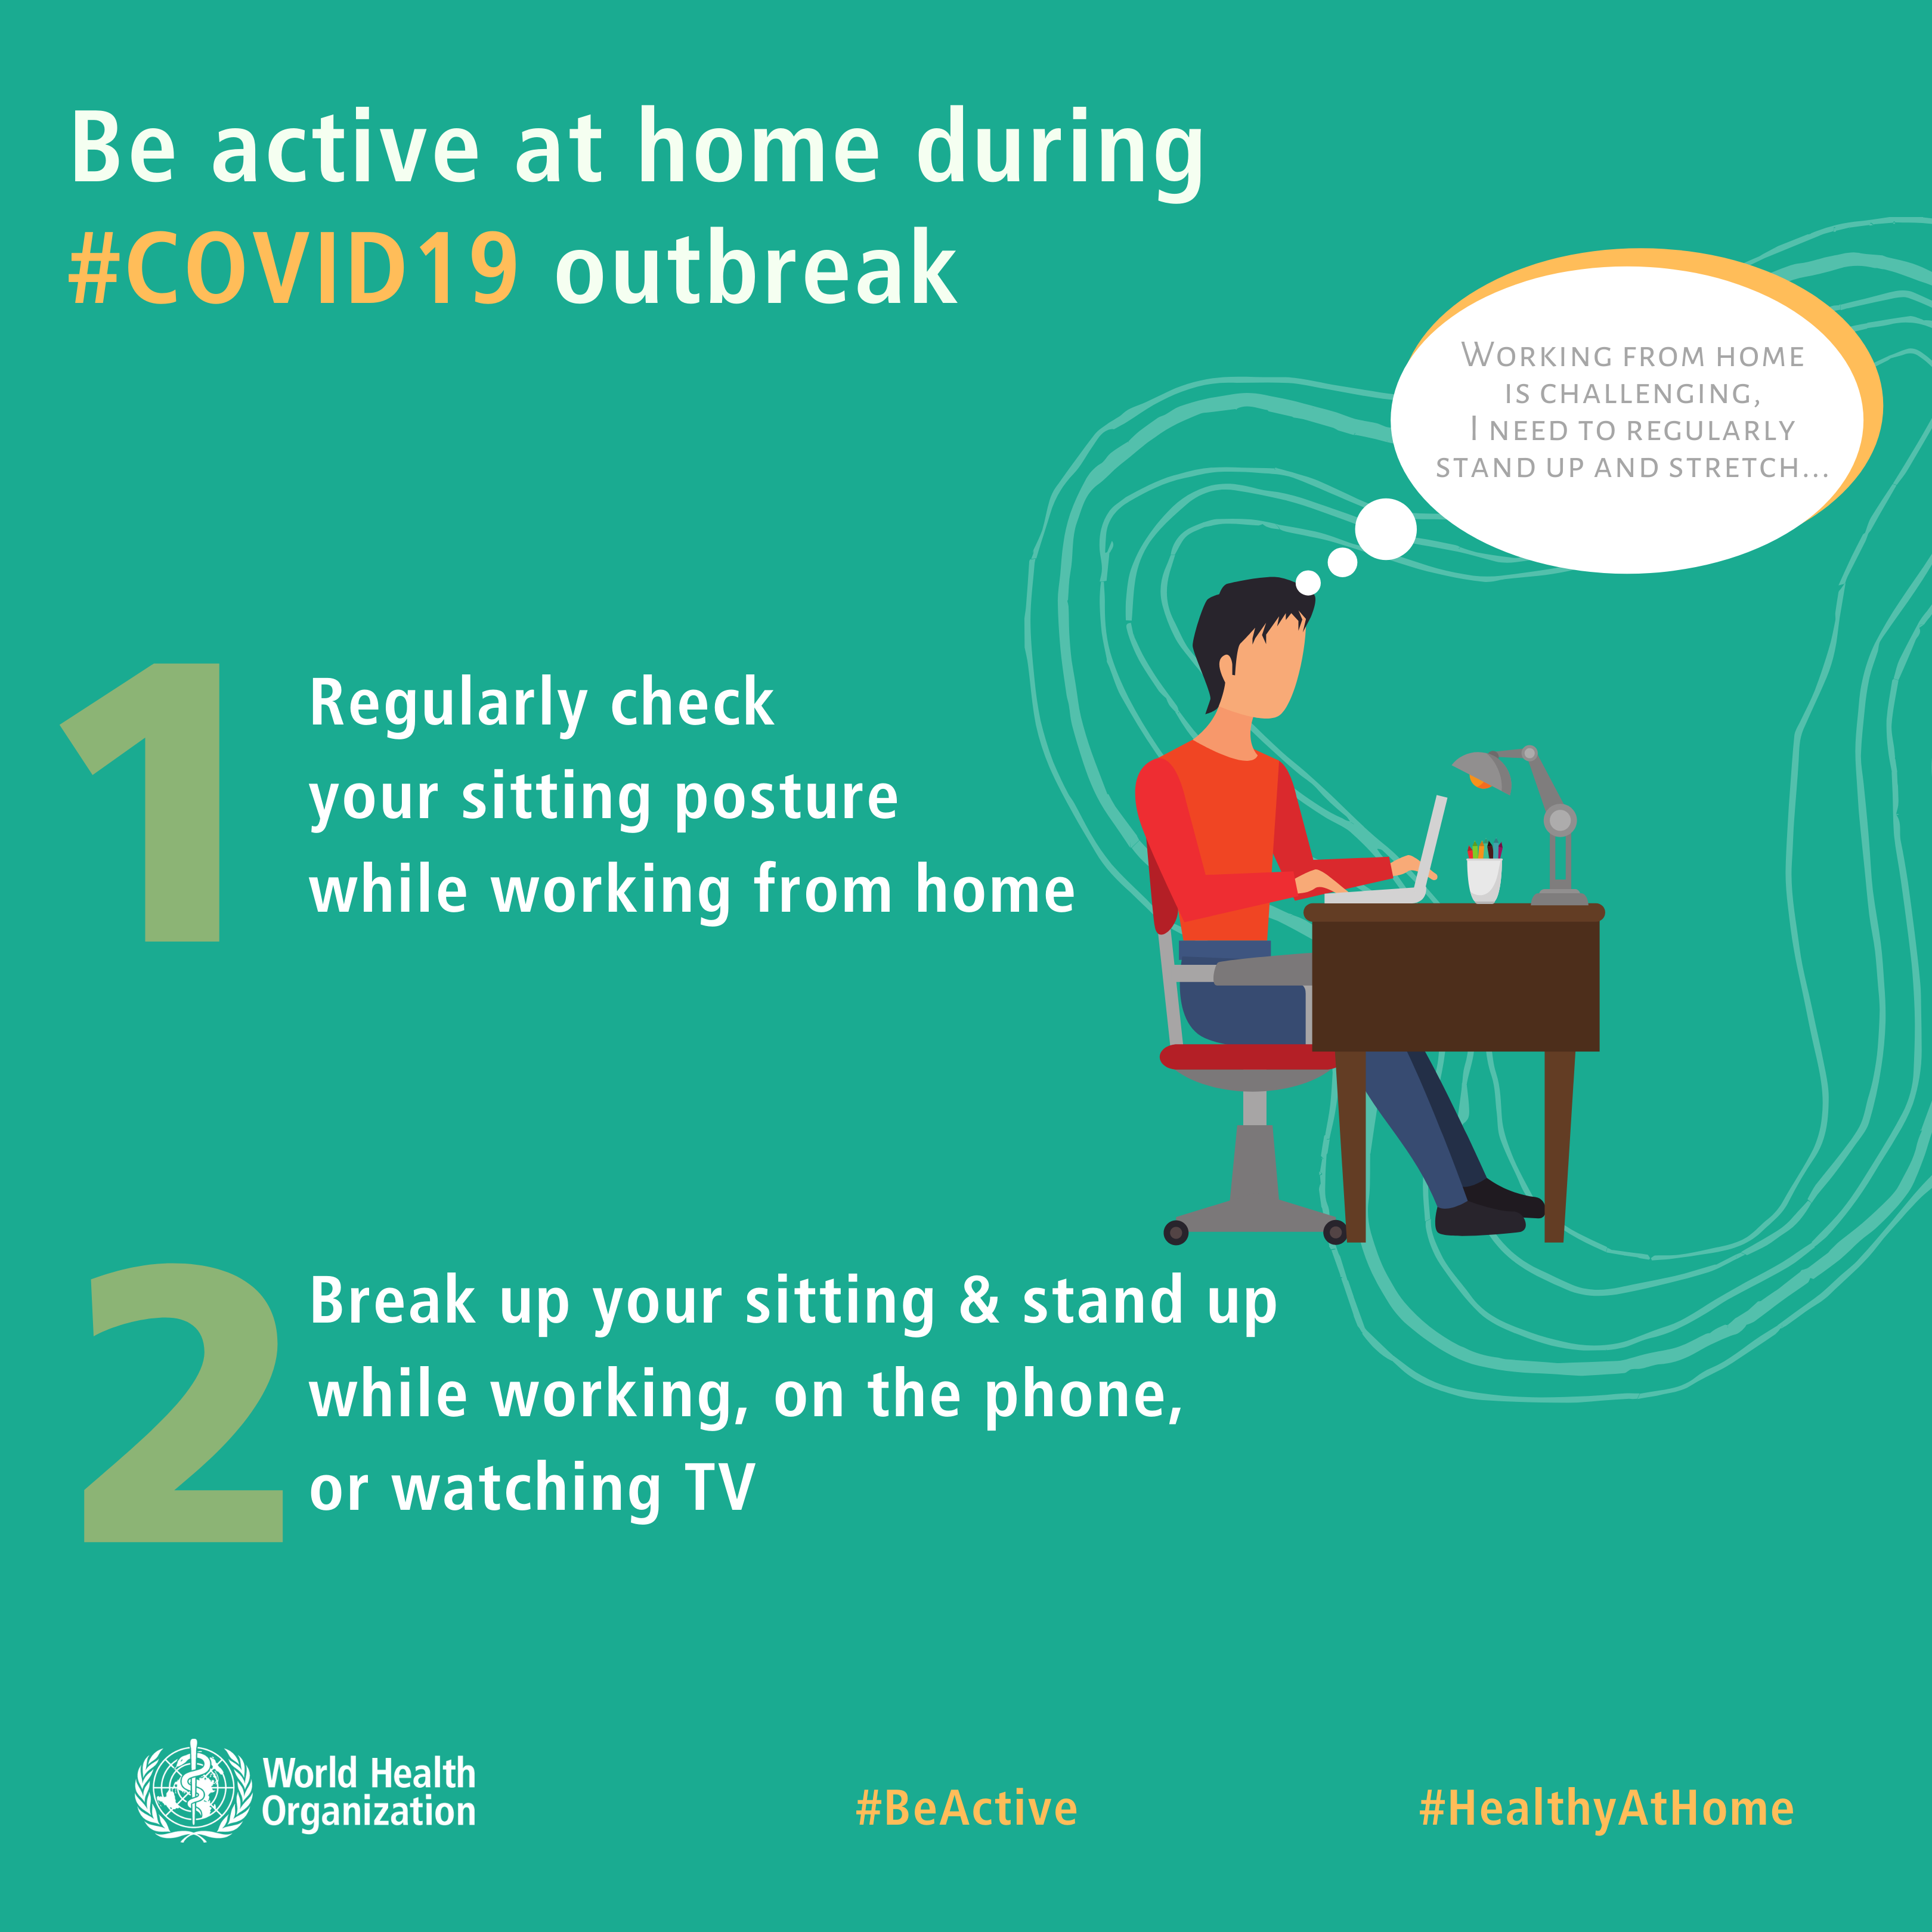 Be active at home during
#COVID19 outbreak
WORKING FROM HOME
IS CHALLENGING,
I NEED TO REGULARLY
STAND UP AND STRETCH...
1
Regularly check
your sitting posture
while working from home
2
Break up your sitting & stand up
while working, on the phone,
or watching TV
World Health
Organization
#BeActive
#HealthyAtHome